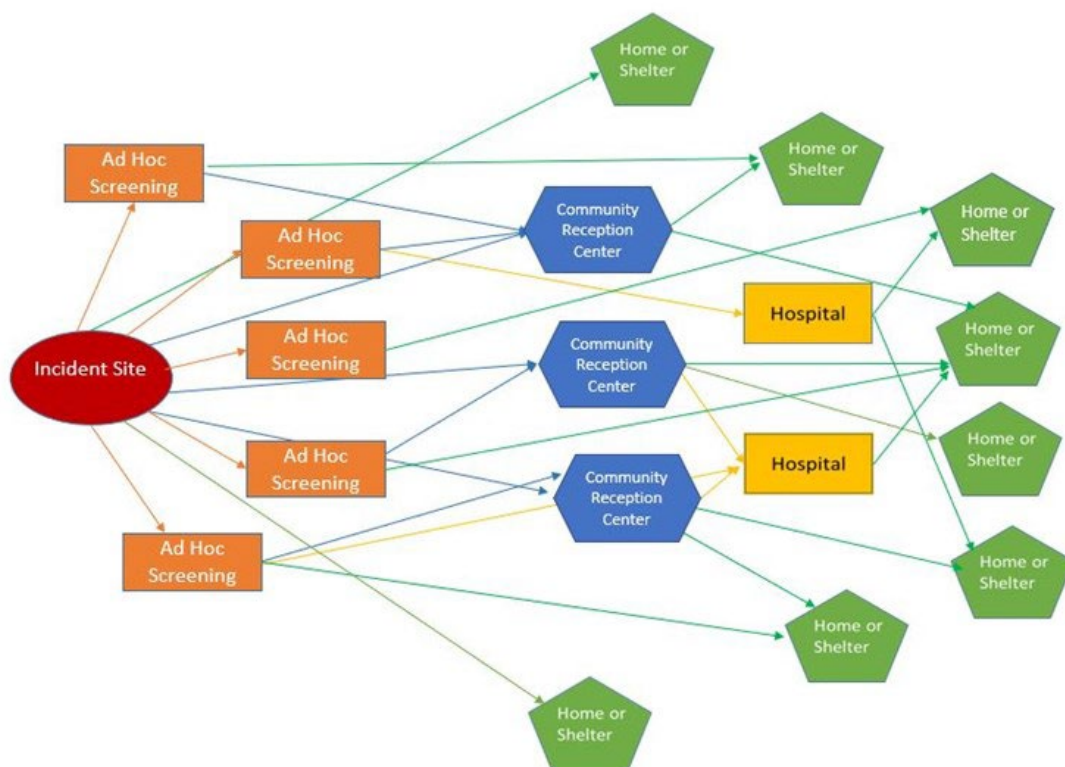 Home or
Shelter
Ad Hoc
Screening
Home or
Shelter
Community
Reception
Center
Home or
Shelter
Ad Hoc
Screening
Hospital
Home or
Shelter
Ad Hoc
Screening
Community
Reception
Center
Incident Site
Home or
Shelter
Ad Hoc
Screening
Hospital
Community
Reception
Center
Ad Hoc
Screening
Home or
Shelter
Home or
Shelter
Home or
Shelter